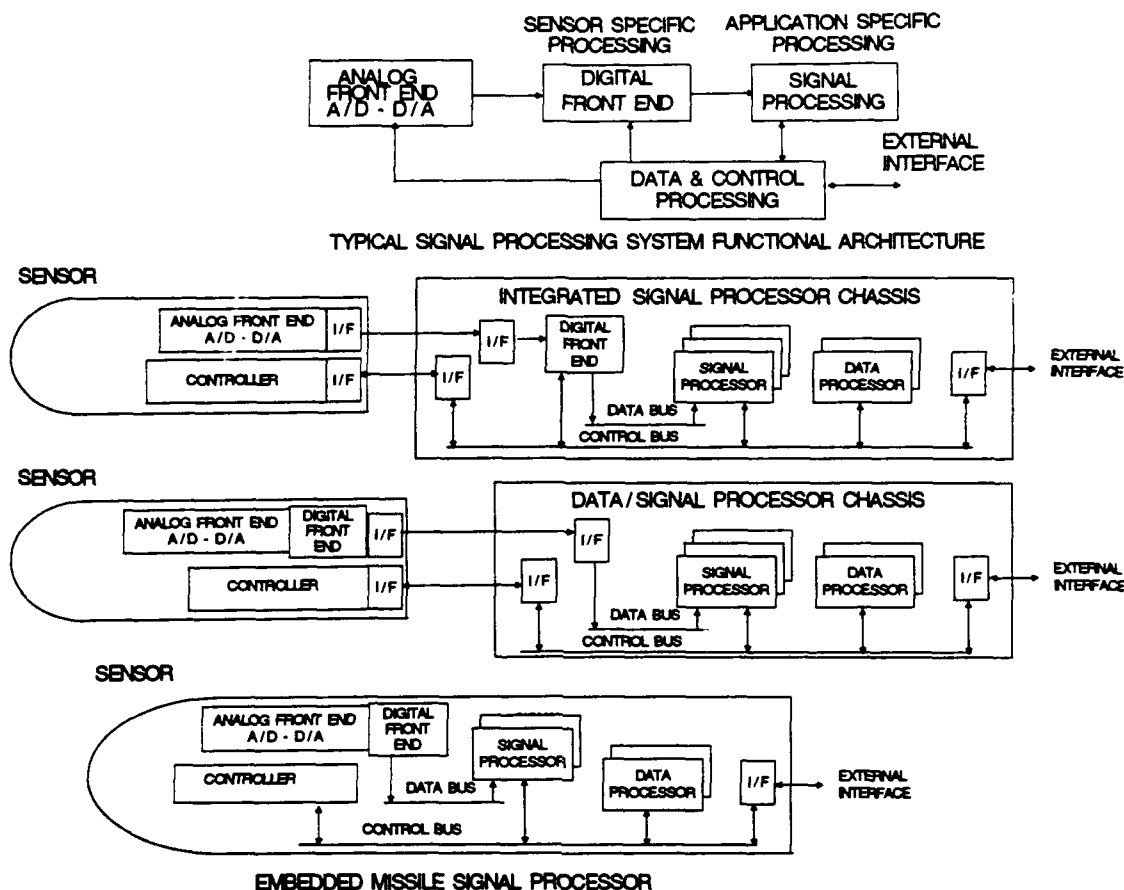 SENSOR SPECIFIC
PROCESSING
APPLICATION SPECIFIC
PROCESSING
ANALOG
FRONT END
A/D - D/A
DIGITAL
FRONT END
SIGNAL
PROCESSING
EXTERNAL
INTERFACE
DATA & CONTROL
PROCESSING
TYPICAL SIGNAL PROCESSING SYSTEM FUNCTIONAL ARCHITECTURE
SENSOR
INTEGRATED SIGNAL PROCESSOR CHASSIS
ANALOG FRONT END
A/D - D/A
I/F
I/F
DIGITAL
FRONT
END
CONTROLLER
I/F
I/F
SIGNAL
PROCESSOR
DATA
PROCESSOR
I/F
EXTERNAL
INTERFACE
DATA BUS
CONTROL BUS
SENSOR
DATA/SIGNAL PROCESSOR CHASSIS
ANALOG FRONT END
A/D - D/A
DIGITAL
FRONT
END
I/F
I/F
CONTROLLER
I/F
I/F
SIGNAL
PROCESSOR
DATA
PROCESSOR
I/F
EXTERNAL
INTERFACE
DATA BUS
CONTROL BUS
SENSOR
ANALOG FRONT END
A/D - D/A
DIGITAL
FRONT
END
SIGNAL
PROCESSOR
CONTROLLER
DATA
PROCESSOR
I/F
EXTERNAL
INTERFACE
DATA BUS
CONTROL BUS
EMBEDDED MISSILE SIGNAL PROCESSOR